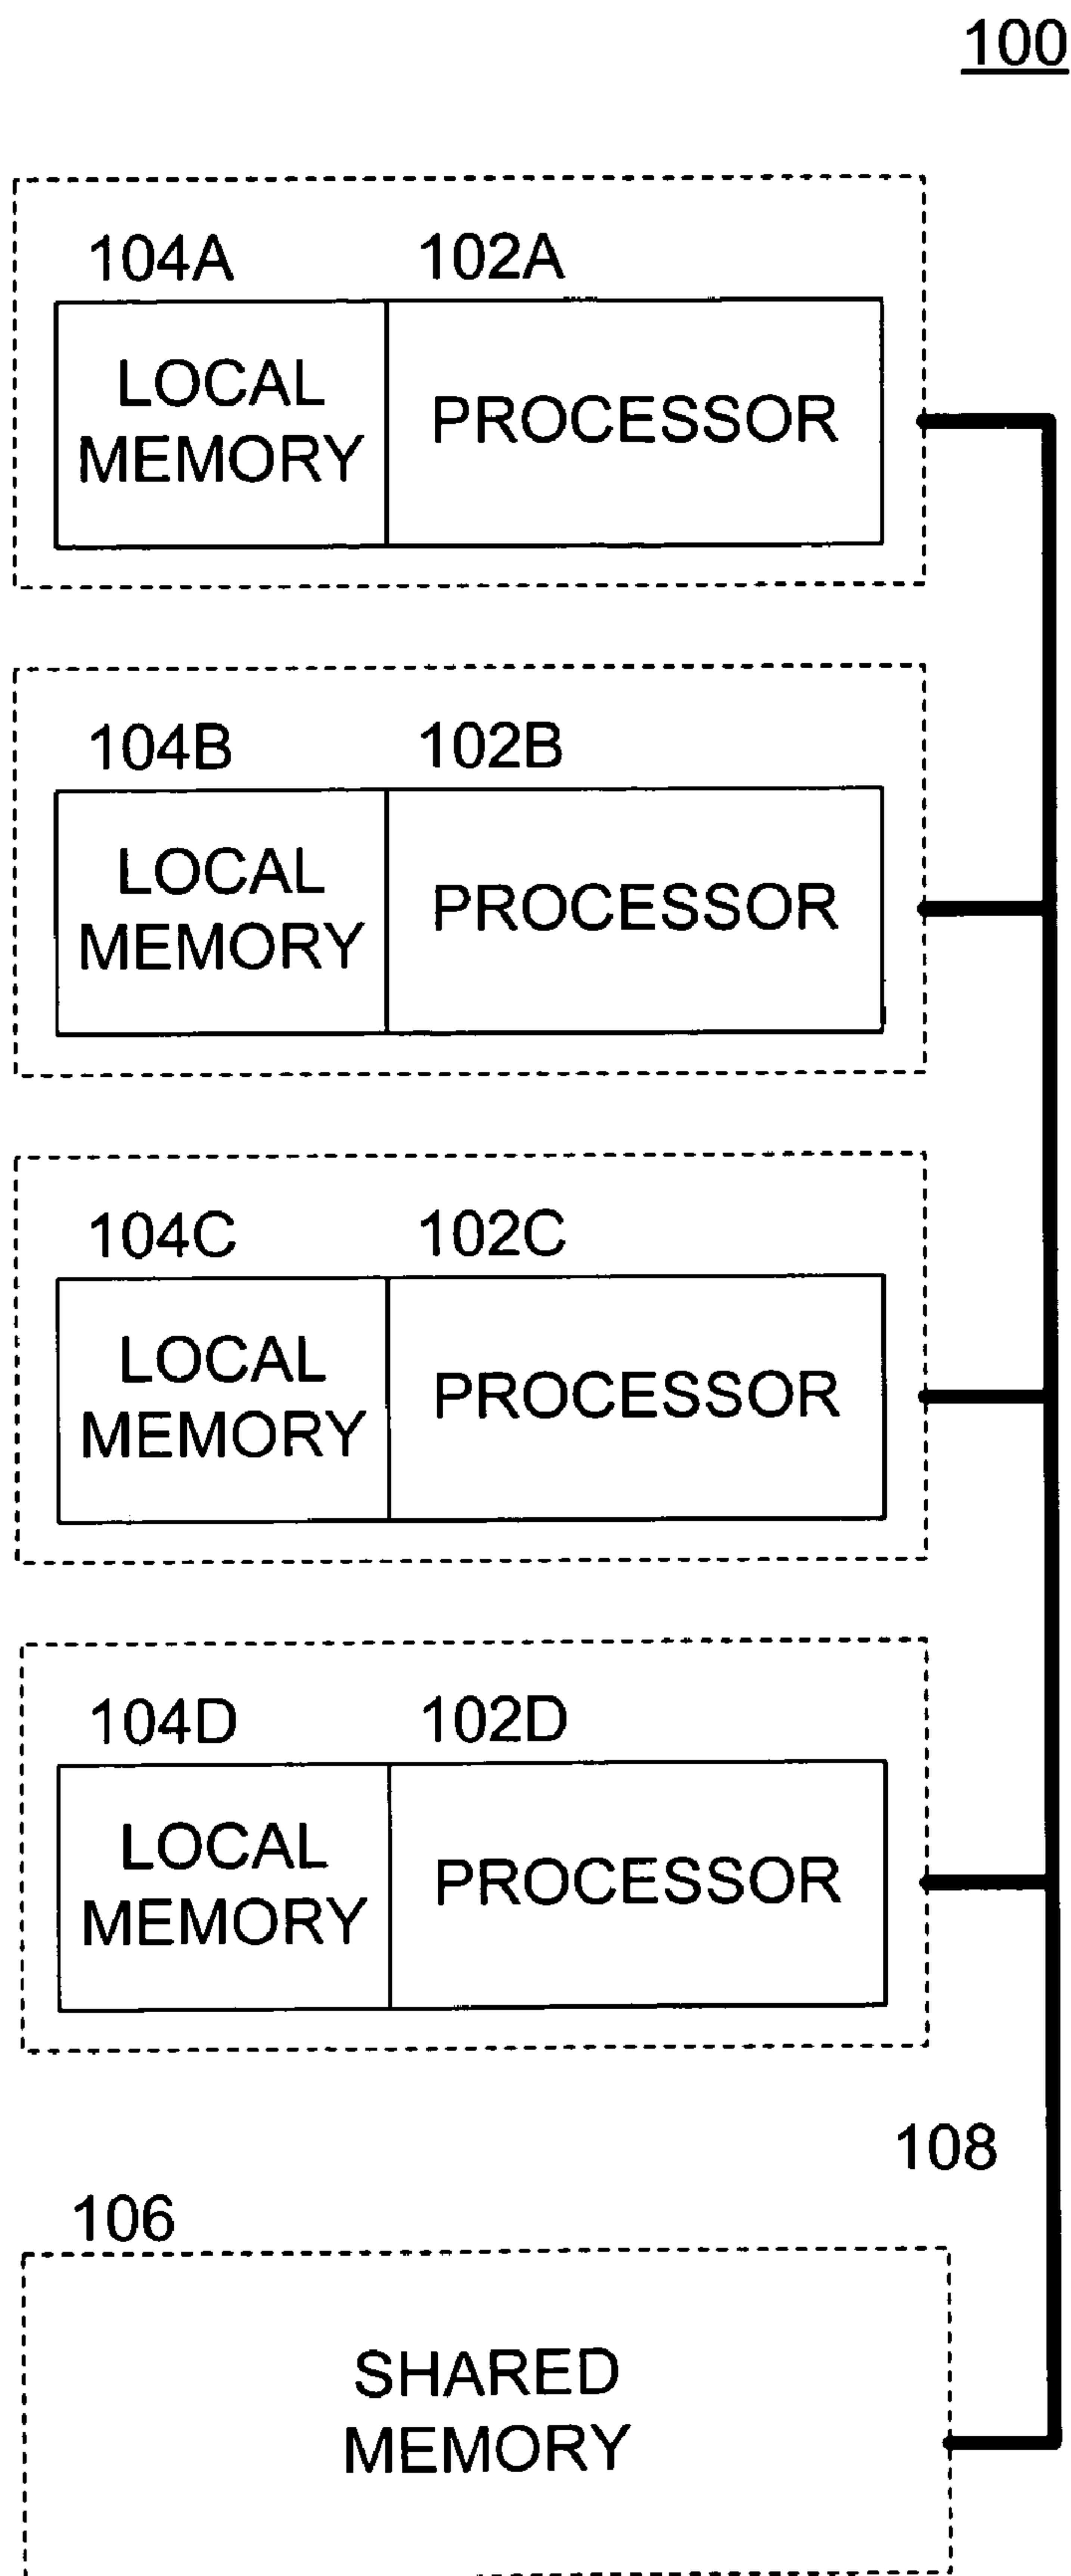 100
104A 102A
LOCAL
MEMORY
PROCESSOR
104B 102B
LOCAL
MEMORY
PROCESSOR
104C 102C
LOCAL
MEMORY
PROCESSOR
104D 102D
LOCAL
MEMORY
PROCESSOR
108
106
SHARED
MEMORY